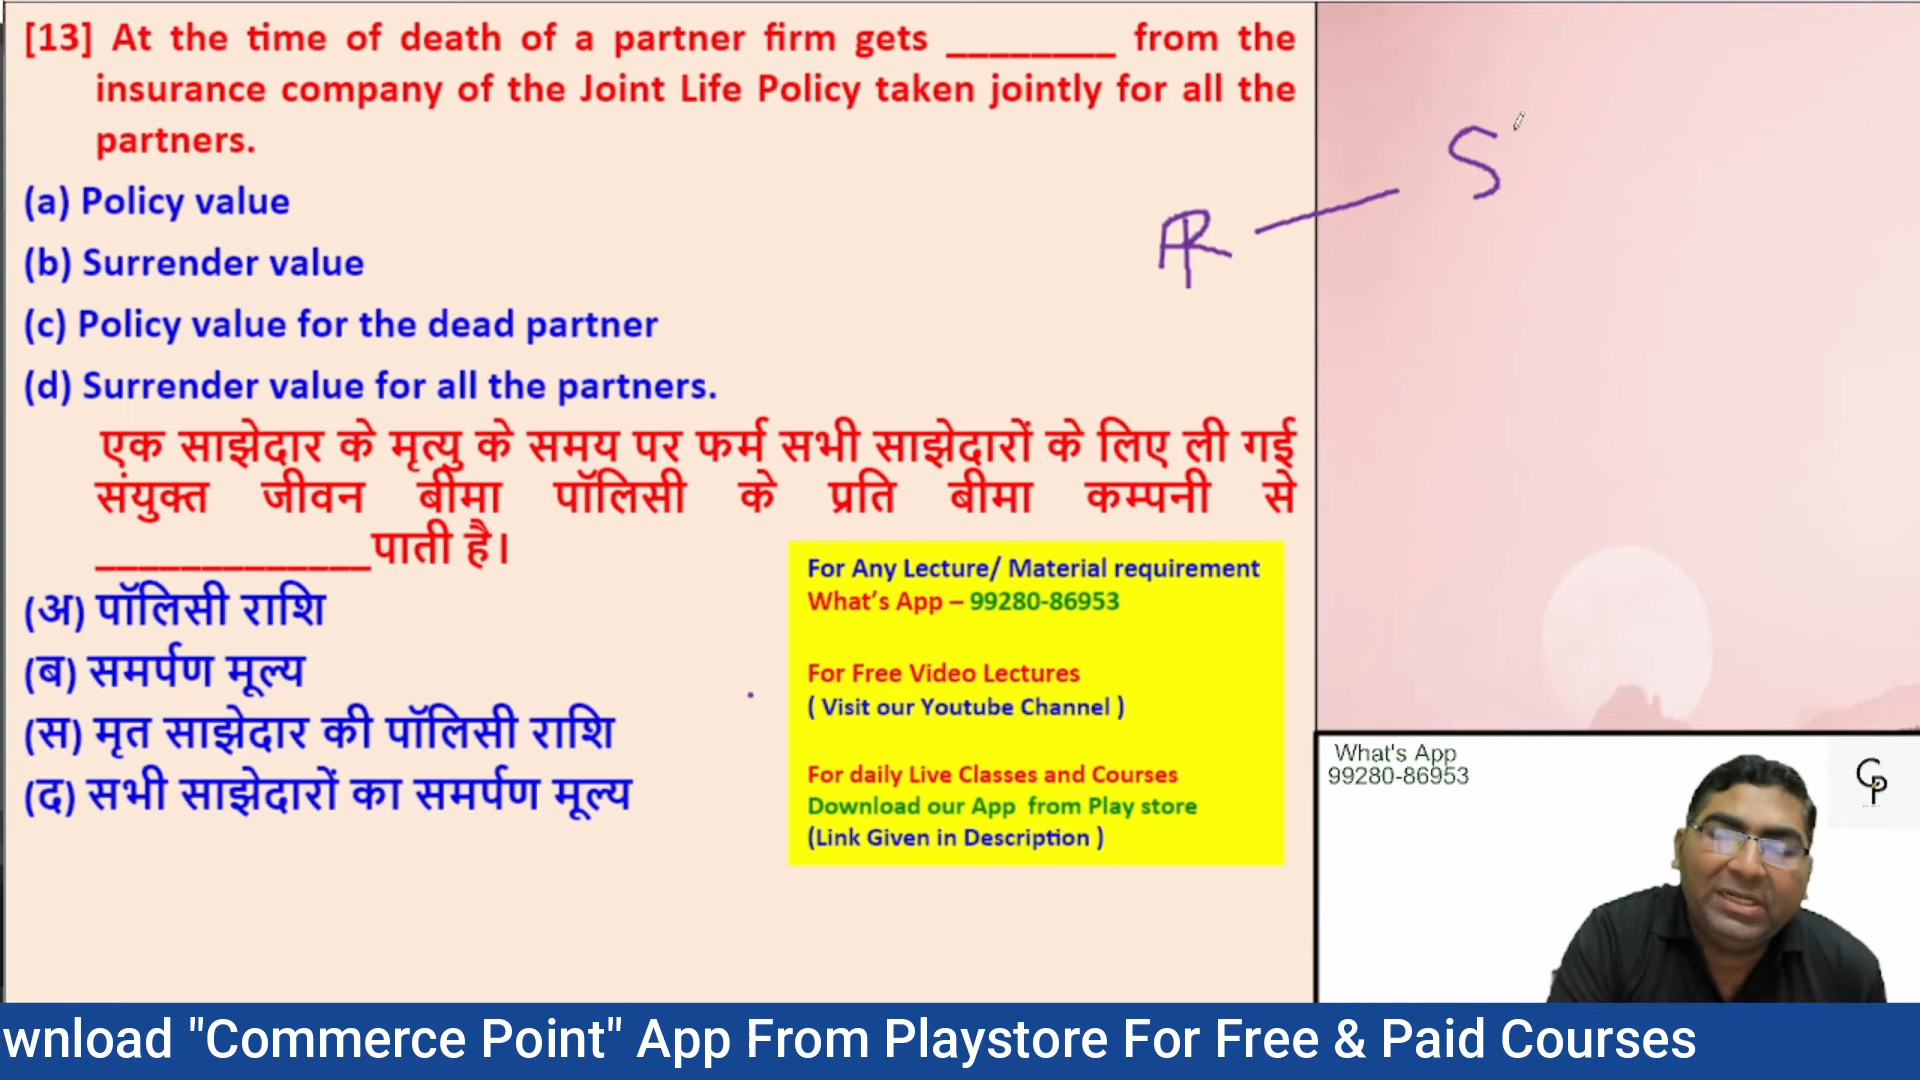 [13] At the time of death of a partner firm gets ________ from the
insurance company of the Joint Life Policy taken jointly for all the
partners.
(a) Policy value
(b) Surrender value
(c) Policy value for the dead partner
(d) Surrender value for all the partners.
एक साझेदार के मृत्यु के समय पर फर्म सभी साझेदारों के लिए ली गई
संयुक्त जीवन बीमा पॉलिसी के प्रति बीमा कम्पनी से
_____________पाती है।
(अ) पॉलिसी राशि
(ब) समर्पण मूल्य
(स) मृत साझेदार की पॉलिसी राशि
(द) सभी साझेदारों का समर्पण मूल्य
For Any Lecture/ Material requirement
What's App – 99280-86953
For Free Video Lectures
( Visit our Youtube Channel )
For daily Live Classes and Courses
Download our App from Play store
(Link Given in Description )
S
What's App
99280-86953
CP
wnload "Commerce Point" App From Playstore For Free & Paid Courses